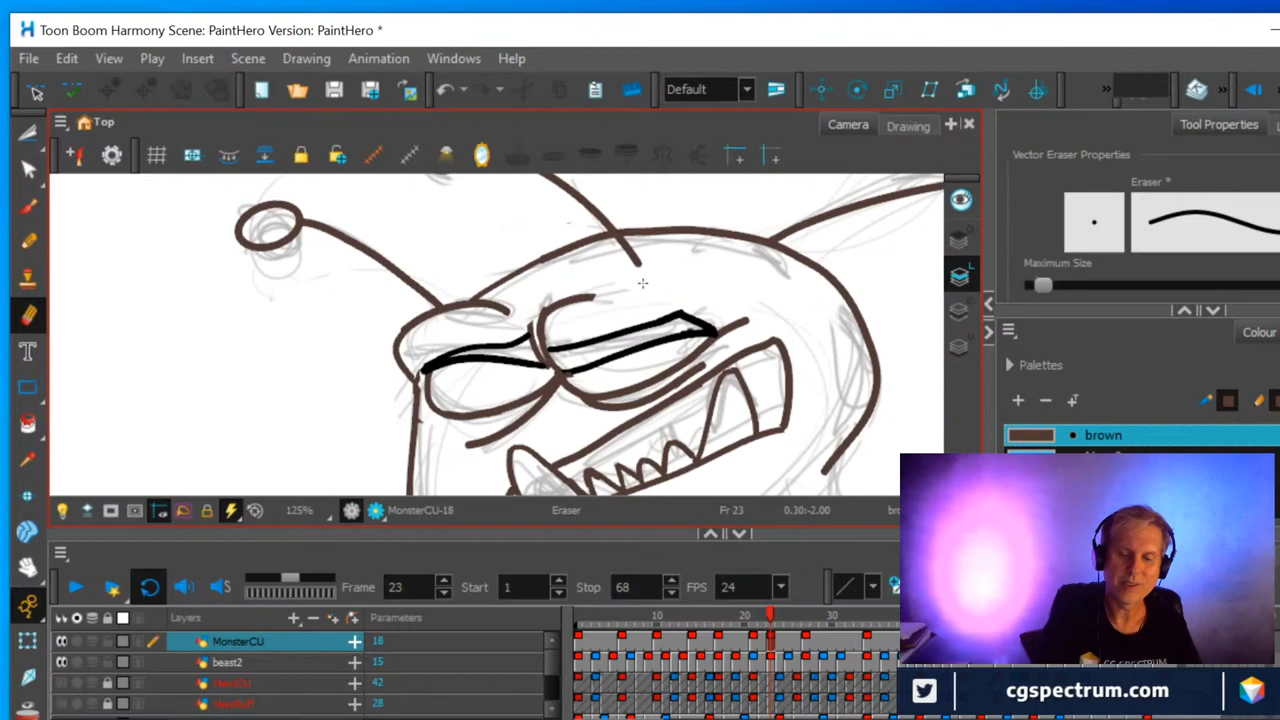 Toon Boom Harmony Scene: PaintHero Version: PaintHero *
File Edit View Play Insert Scene Drawing Animation Windows Help
Default
Top
Camera
Drawing
Tool Properties
Vector Eraser Properties
Eraser *
Maximum Size
Colour
Palettes
brown
125%
MonsterCU-18
Eraser
Fr 23
0.30:-2.00
Frame 23
Start 1
Stop 68
FPS 24
Layers
Parameters
10 20 30
MonsterCU 18
beast2 15
42
28
CG SPECTRUM
cgspectrum.com